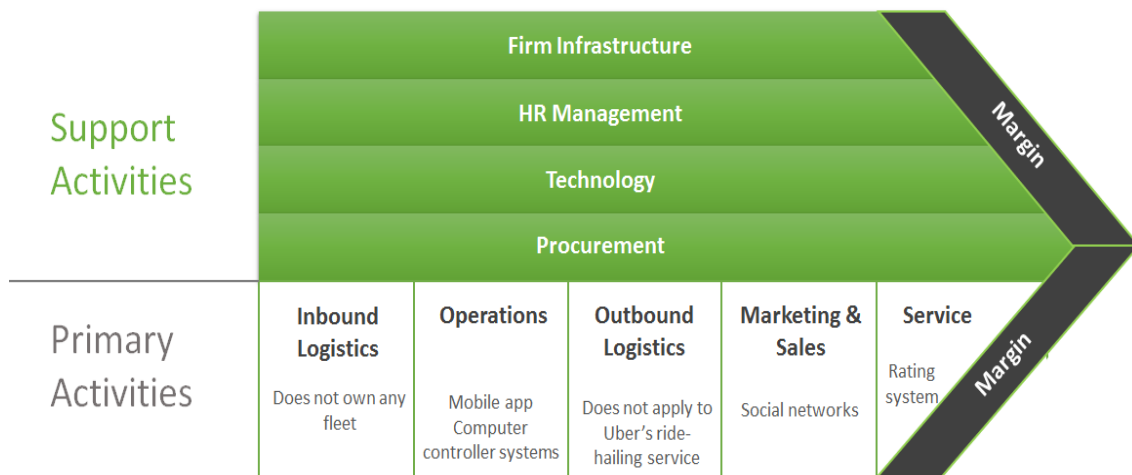 Support
Activities
Firm Infrastructure
HR Management
Technology
Procurement
Margin
Primary
Activities
Inbound
Logistics
Does not own any
fleet
Operations
Mobile app
Computer
controller systems
Outbound
Logistics
Does not apply to
Uber's ride-
hailing service
Marketing &
Sales
Social networks
Service
Rating
system
Margin